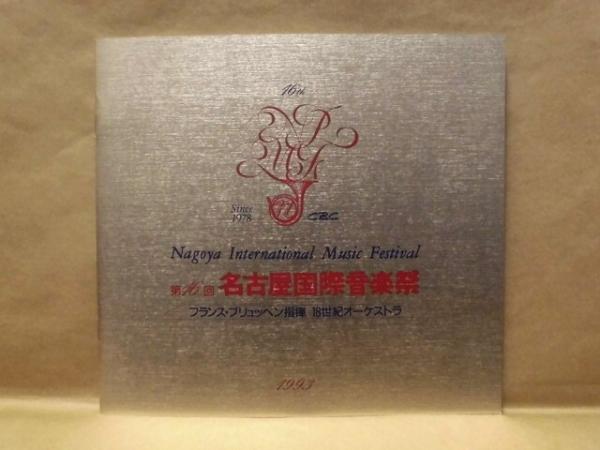 16th
NIMF
Since
1978
CBC
Nagoya International Music Festival
第16回 名古屋国際音楽祭
フランス・ブリュッヘン指揮 18世紀オーケストラ
1993